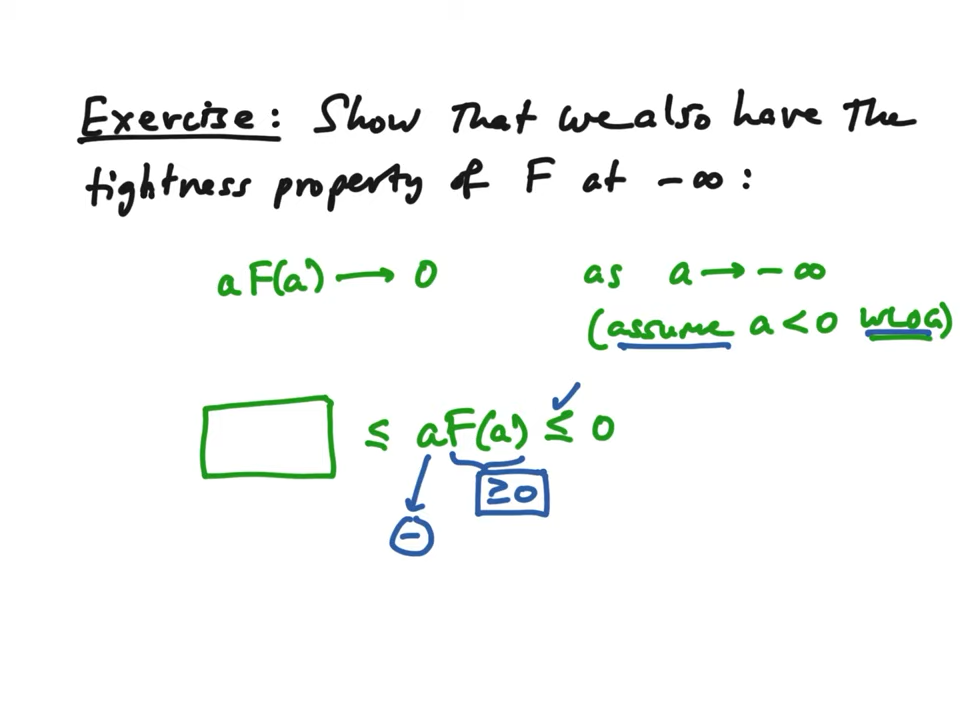 Exercise: Show that we also have the
tightness property of F at -∞:
aF(a) → 0 as a → -∞
(assume a < 0 WLOG)
≤ aF(a) ≤ 0
≥0
-